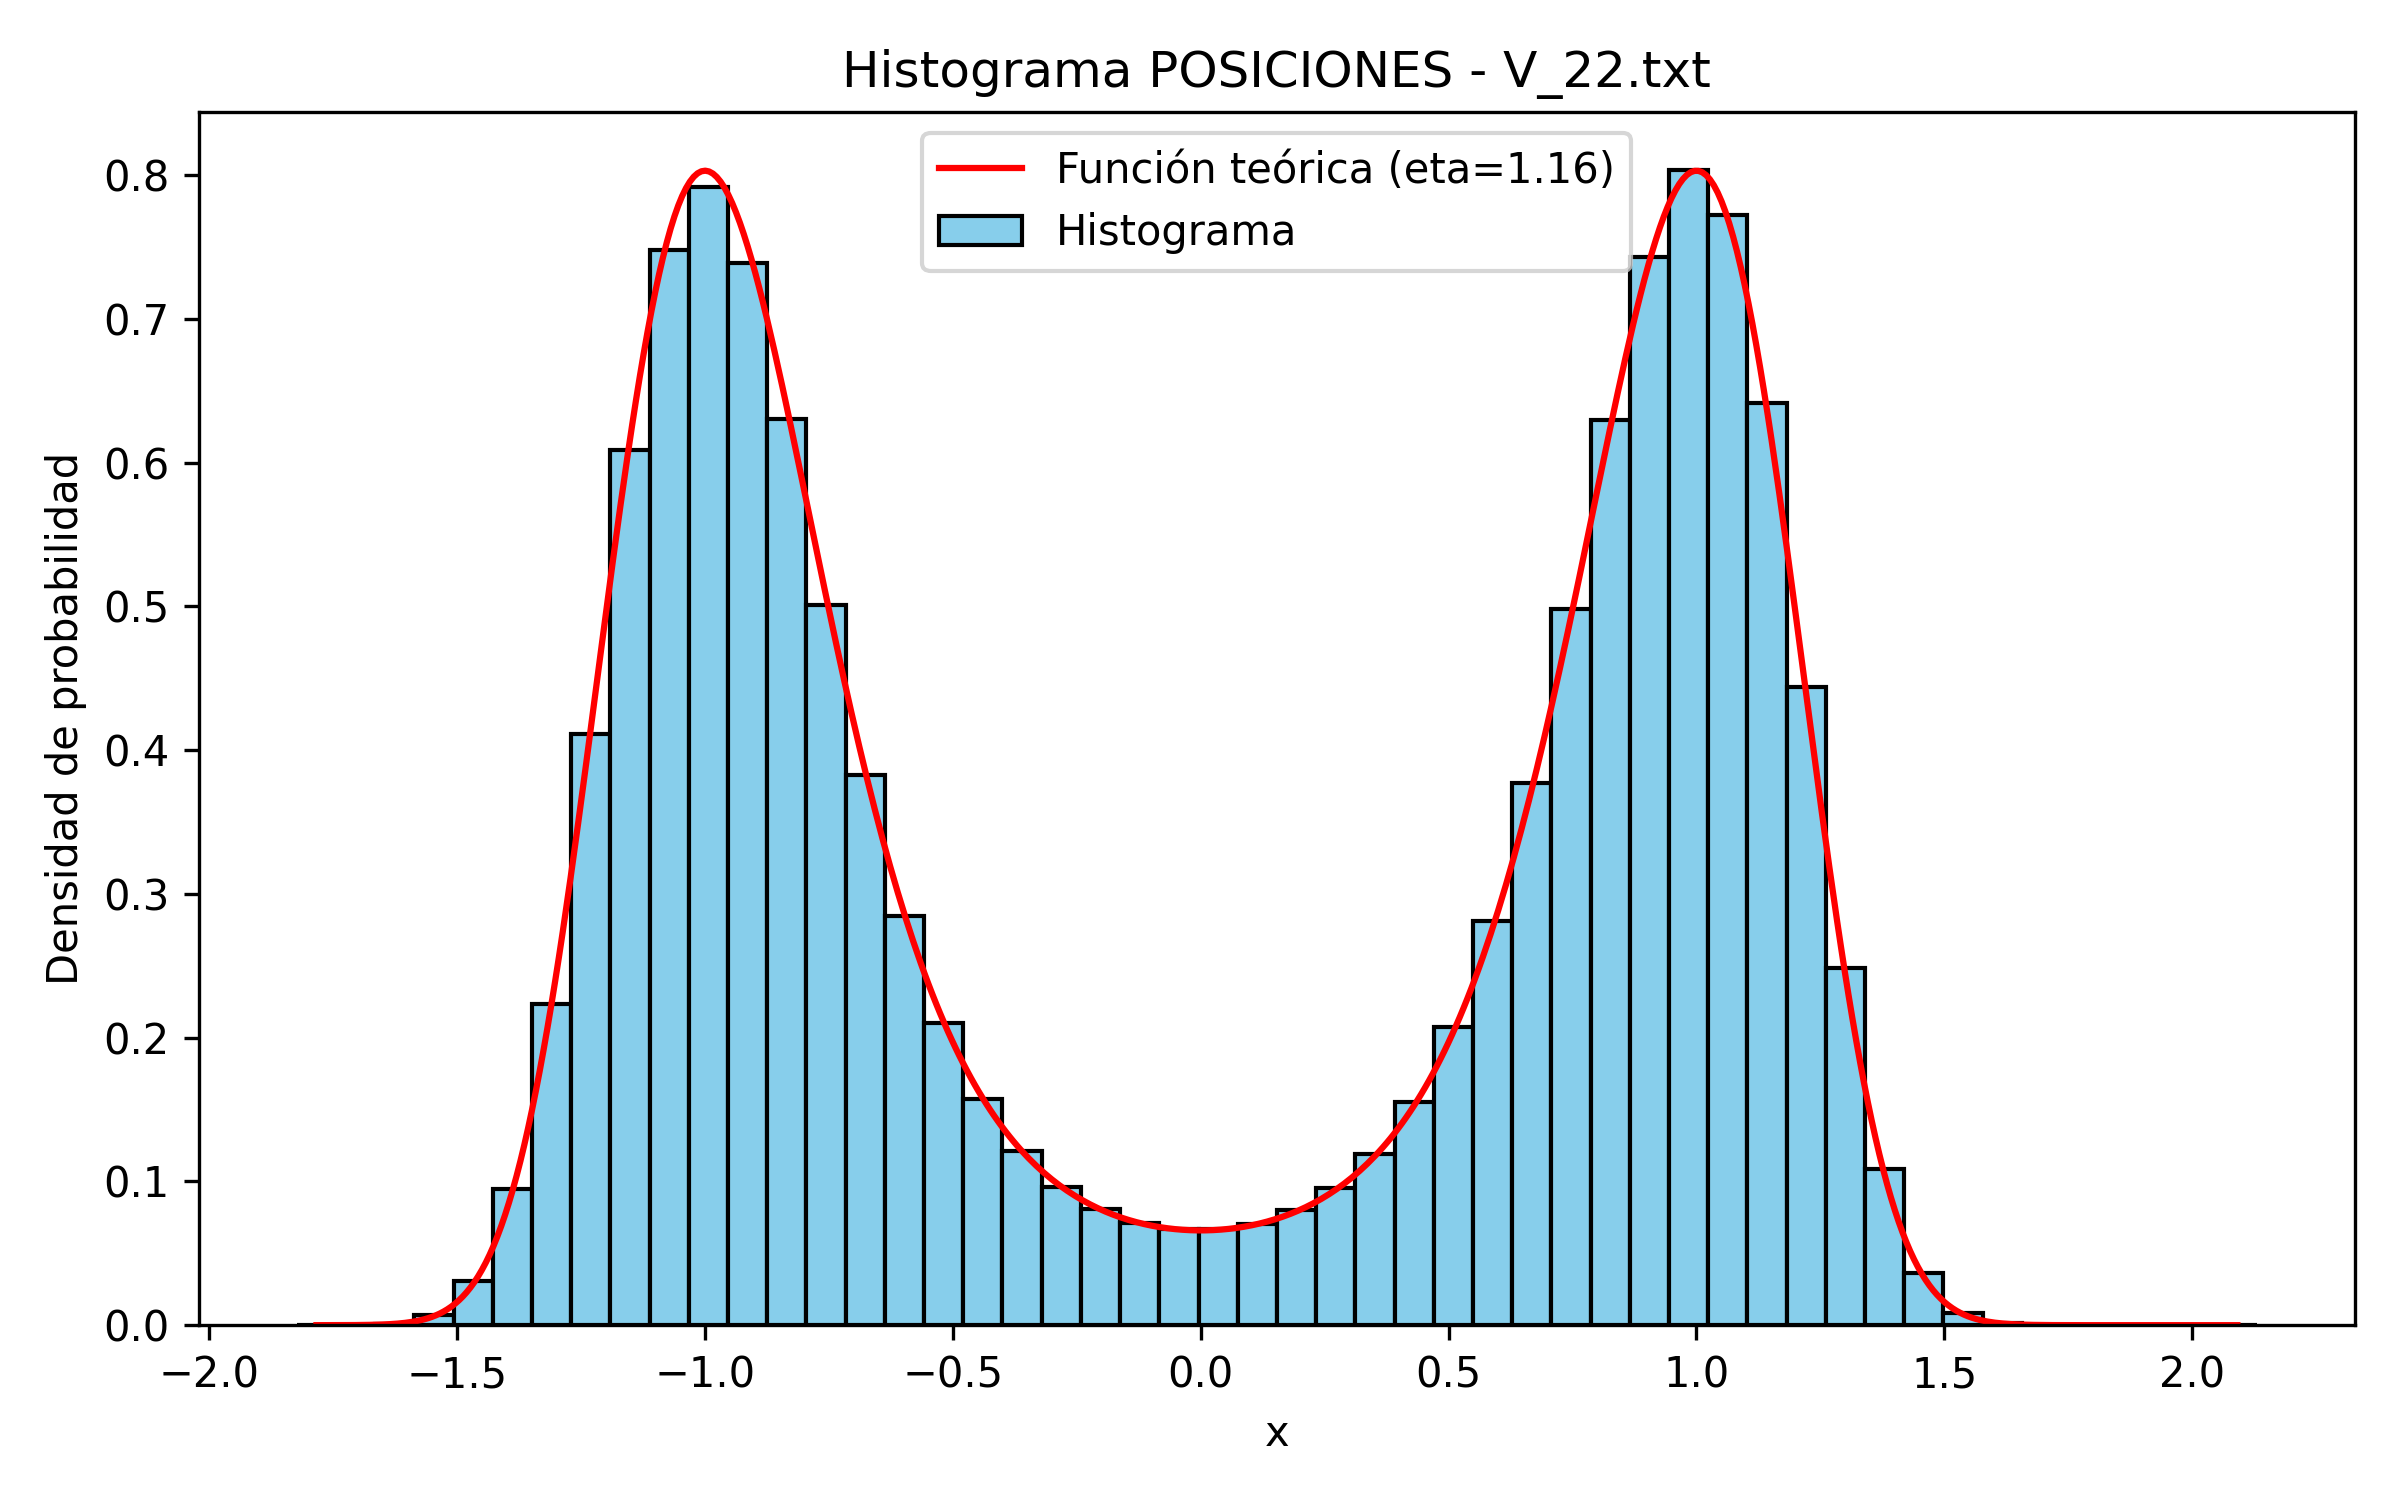 Histograma POSICIONES - V_22.txt
Función teórica (eta=1.16)
Histograma
Densidad de probabilidad
0.8
0.7
0.6
0.5
0.4
0.3
0.2
0.1
0.0
−2.0 −1.5 −1.0 −0.5 0.0 0.5 1.0 1.5 2.0
x